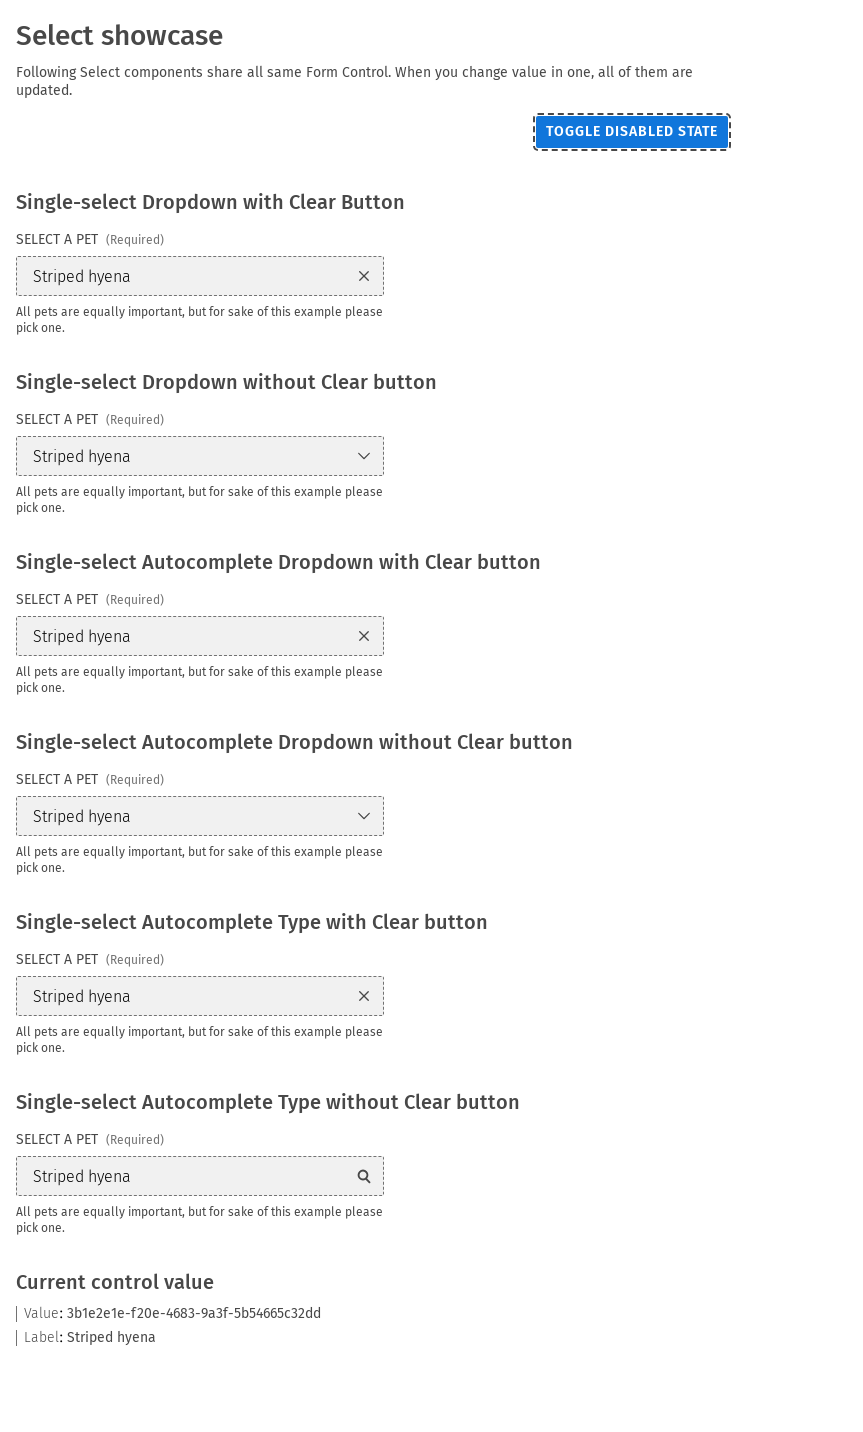 Select showcase
Following Select components share all same Form Control. When you change value in one, all of them are
updated.
TOGGLE DISABLED STATE
Single-select Dropdown with Clear Button
SELECT A PET (Required)
Striped hyena
All pets are equally important, but for sake of this example please
pick one.
Single-select Dropdown without Clear button
SELECT A PET (Required)
Striped hyena
All pets are equally important, but for sake of this example please
pick one.
Single-select Autocomplete Dropdown with Clear button
SELECT A PET (Required)
Striped hyena
All pets are equally important, but for sake of this example please
pick one.
Single-select Autocomplete Dropdown without Clear button
SELECT A PET (Required)
Striped hyena
All pets are equally important, but for sake of this example please
pick one.
Single-select Autocomplete Type with Clear button
SELECT A PET (Required)
Striped hyena
All pets are equally important, but for sake of this example please
pick one.
Single-select Autocomplete Type without Clear button
SELECT A PET (Required)
Striped hyena
All pets are equally important, but for sake of this example please
pick one.
Current control value
Value: 3b1e2e1e-f20e-4683-9a3f-5b54665c32dd
Label: Striped hyena